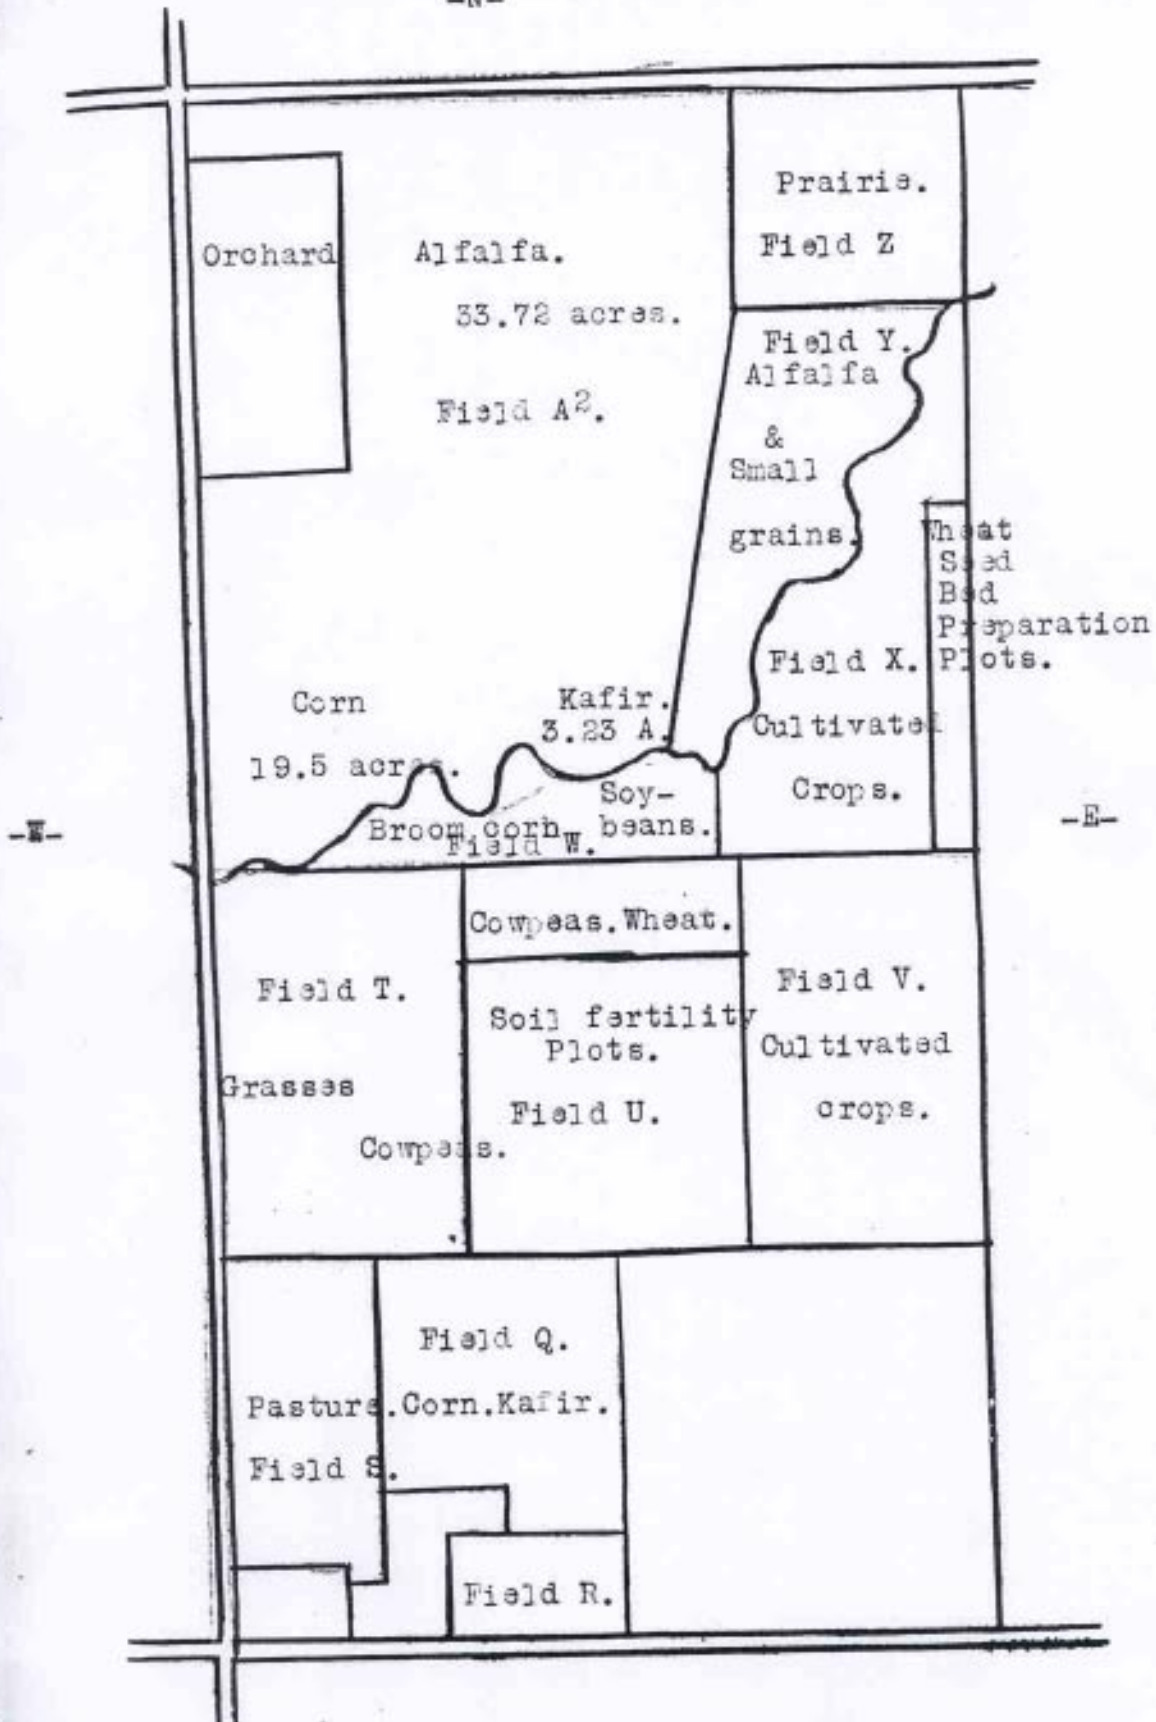 -N-
Prairie.
Field Z
Orchard
Alfalfa.
33.72 acres.
Field A².
Field Y.
Alfalfa
&
Small
grains.
Wheat
Seed
Bed
Preparation
Plots.
Field X.
Cultivated
Crops.
Corn
19.5 acres.
Kafir.
3.23 A.
Soy-
beans.
Broom corn
Field W.
-W-
-E-
Cowpeas. Wheat.
Field T.
Grasses
Cowpeas.
Soil fertility
Plots.
Field U.
Field V.
Cultivated
crops.
Field Q.
Corn. Kafir.
Pasture.
Field S.
Field R.